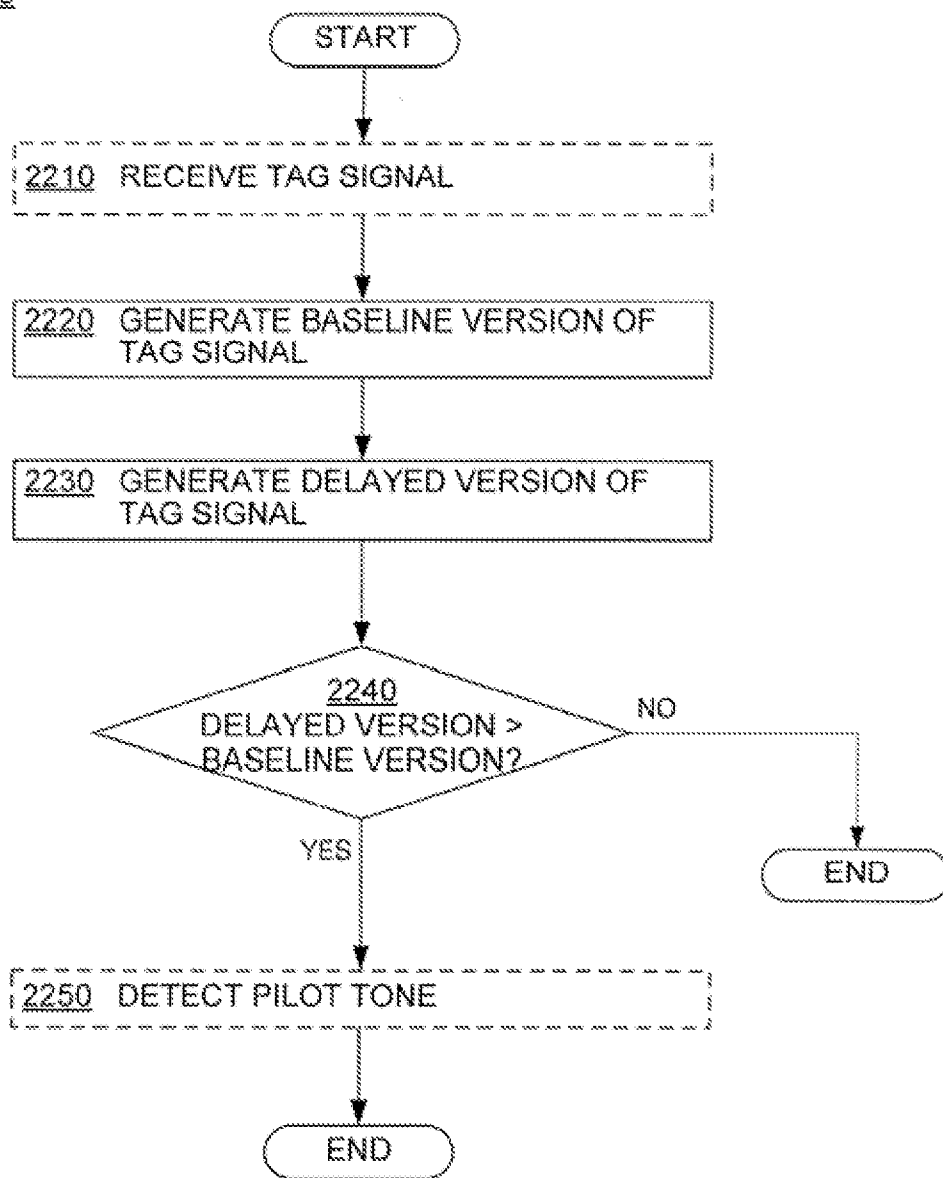 START
2210 RECEIVE TAG SIGNAL
2220 GENERATE BASELINE VERSION OF
TAG SIGNAL
2230 GENERATE DELAYED VERSION OF
TAG SIGNAL
2240
DELAYED VERSION >
BASELINE VERSION?
NO
YES
END
2250 DETECT PILOT TONE
END